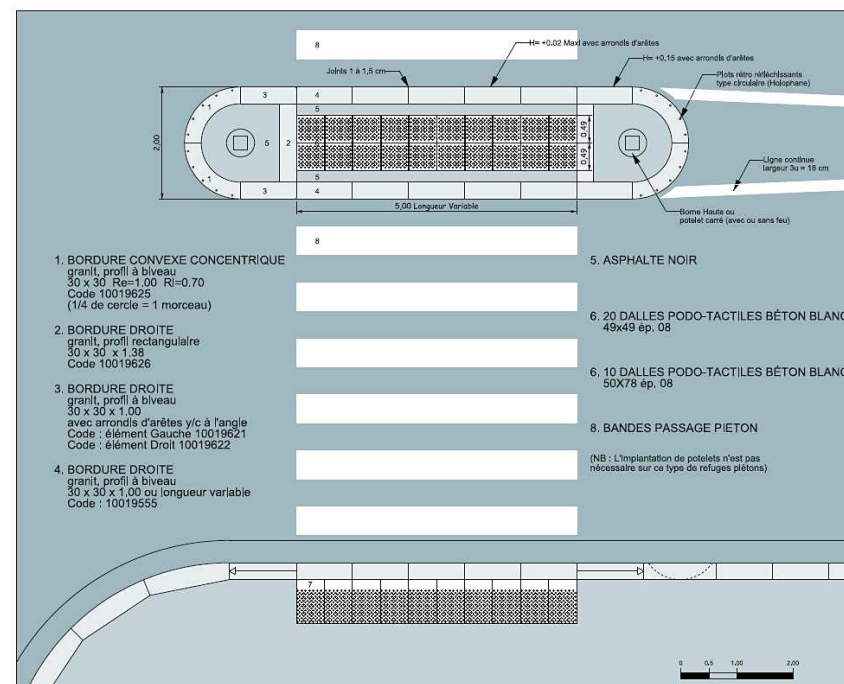 8
H= +0.02 Maxi avec arrondis d'arêtes
Joints 1 à 1,5 cm
H= +0,15 avec arrondis d'arêtes
Plots rétro réfléchissants
type circulaire (Holophane)
3
4
1
5
2,00
5
2
0,49
0,49
1
5
3
4
Ligne continue
largeur 3u = 18 cm
5,00 Longueur Variable
Borne Haute ou
potelet carré (avec ou sans feu)
8
1. BORDURE CONVEXE CONCENTRIQUE
granit, profil à biveau
30 x 30 Re=1.00 Ri=0.70
Code 10019625
(1/4 de cercle = 1 morceau)
2. BORDURE DROITE
granit, profil rectangulaire
30 x 30 x 1.38
Code 10019626
3. BORDURE DROITE
granit, profil à biveau
30 x 30 x 1,00
avec arrondis d'arêtes y/c à l'angle
Code : élément Gauche 10019621
Code : élément Droit 10019622
4. BORDURE DROITE
granit, profil à biveau
30 x 30 x 1,00 ou longueur variable
Code : 10019555
5. ASPHALTE NOIR
6. 20 DALLES PODO-TACTILES BÉTON BLANC
49x49 ép. 08
6. 10 DALLES PODO-TACTILES BÉTON BLANC
50X78 ép. 08
8. BANDES PASSAGE PIETON
(NB : L'implantation de potelets n'est pas
nécessaire sur ce type de refuges piétons)
7
0 0,5 1,00 2,00